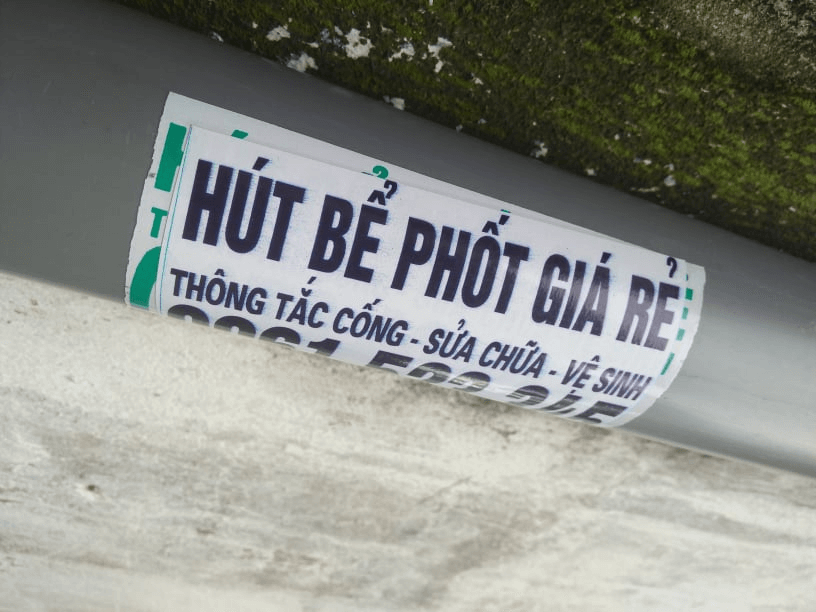 HÚT BỂ PHỐT GIÁ RẺ
THÔNG TẮC CỐNG - SỬA CHỮA - VỆ SINH